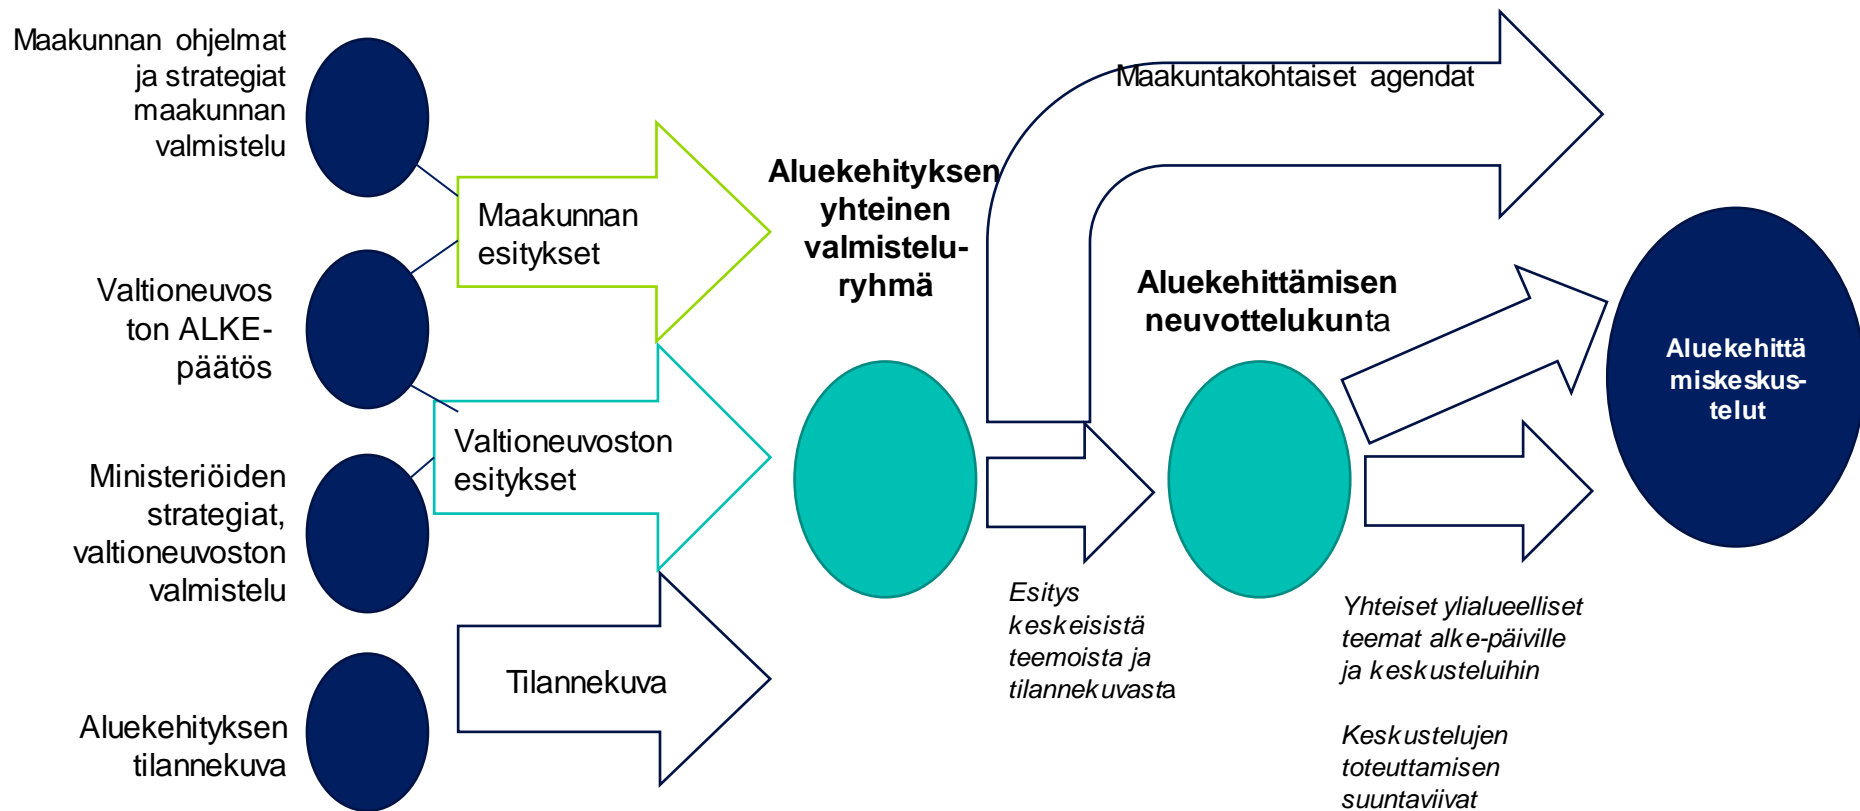 Maakunnan ohjelmat
ja strategiat
maakunnan
valmistelu
Valtioneuvos
ton ALKE-
päätös
Ministeriöiden
strategiat,
valtioneuvoston
valmistelu
Aluekehityksen
tilannekuva
Maakunnan
esitykset
Valtioneuvoston
esitykset
Tilannekuva
Aluekehityksen
yhteinen
valmistelu-
ryhmä
Maakuntakohtaiset agendat
Esitys
keskeisistä
teemoista ja
tilannekuvasta
Aluekehittämisen
neuvottelukunta
Yhteiset ylialueelliset
teemat alke-päiville
ja keskusteluihin
Keskustelujen
toteuttamisen
suuntaviivat
Aluekehittä
miskeskus-
telut